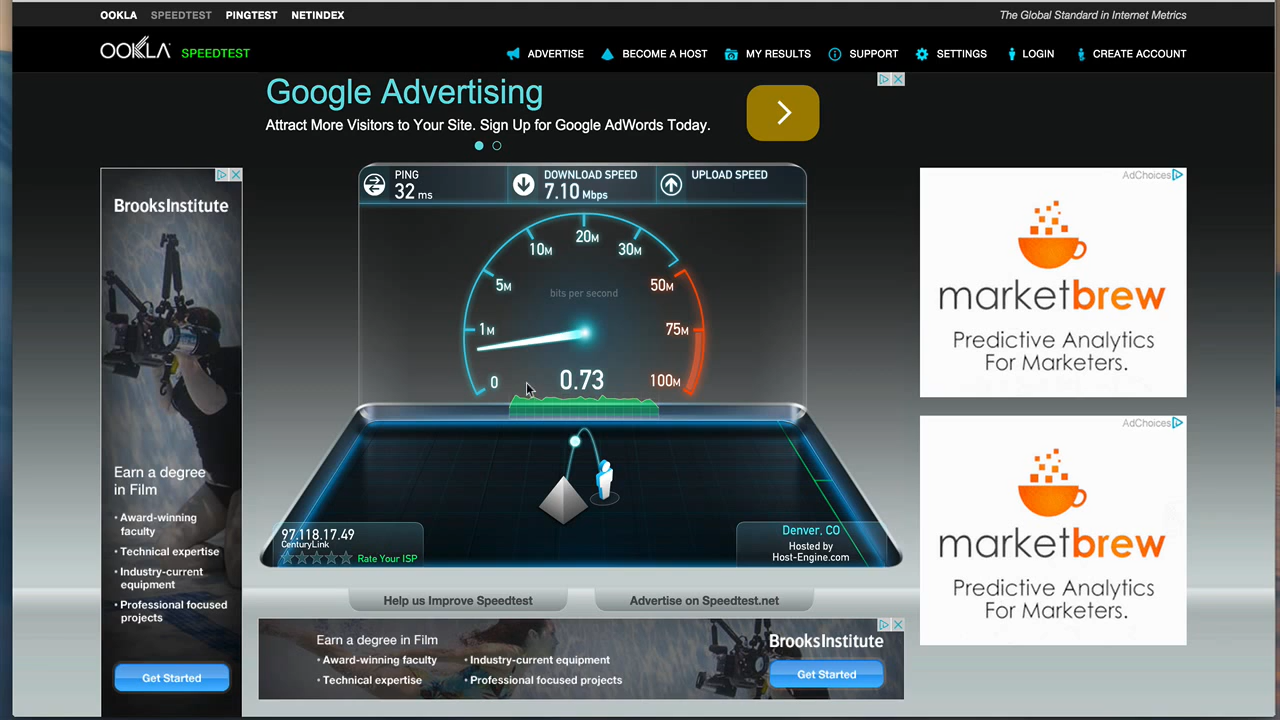 OOKLA SPEEDTEST PINGTEST NETINDEX
The Global Standard in Internet Metrics
OOKLA SPEEDTEST
ADVERTISE BECOME A HOST MY RESULTS SUPPORT SETTINGS LOGIN CREATE ACCOUNT
Google Advertising
Attract More Visitors to Your Site. Sign Up for Google AdWords Today.
BrooksInstitute
Earn a degree
in Film
• Award-winning
faculty
• Technical expertise
• Industry-current
equipment
• Professional focused
projects
Get Started
PING
32 ms
DOWNLOAD SPEED
7.10 Mbps
UPLOAD SPEED
20M
10M
30M
5M
50M
bits per second
1M
75M
0
0.73
100M
97.118.17.49
CenturyLink
Rate Your ISP
Denver, CO
Hosted by
Host-Engine.com
Help us Improve Speedtest
Advertise on Speedtest.net
Earn a degree in Film
• Award-winning faculty
• Industry-current equipment
• Technical expertise
• Professional focused projects
BrooksInstitute
Get Started
AdChoices
marketbrew
Predictive Analytics
For Marketers.
AdChoices
marketbrew
Predictive Analytics
For Marketers.